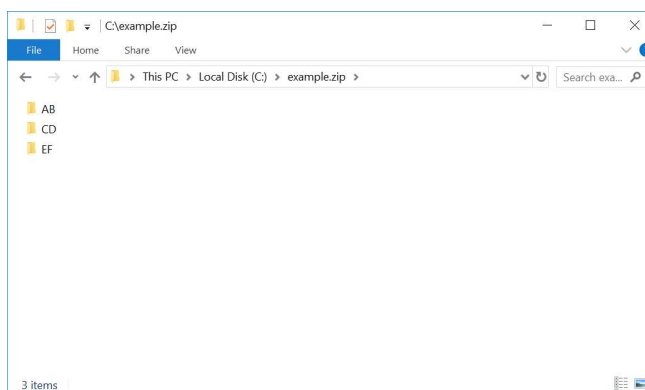 C:\example.zip
File Home Share View
This PC > Local Disk (C:) > example.zip > Search exa...
AB
CD
EF
3 items